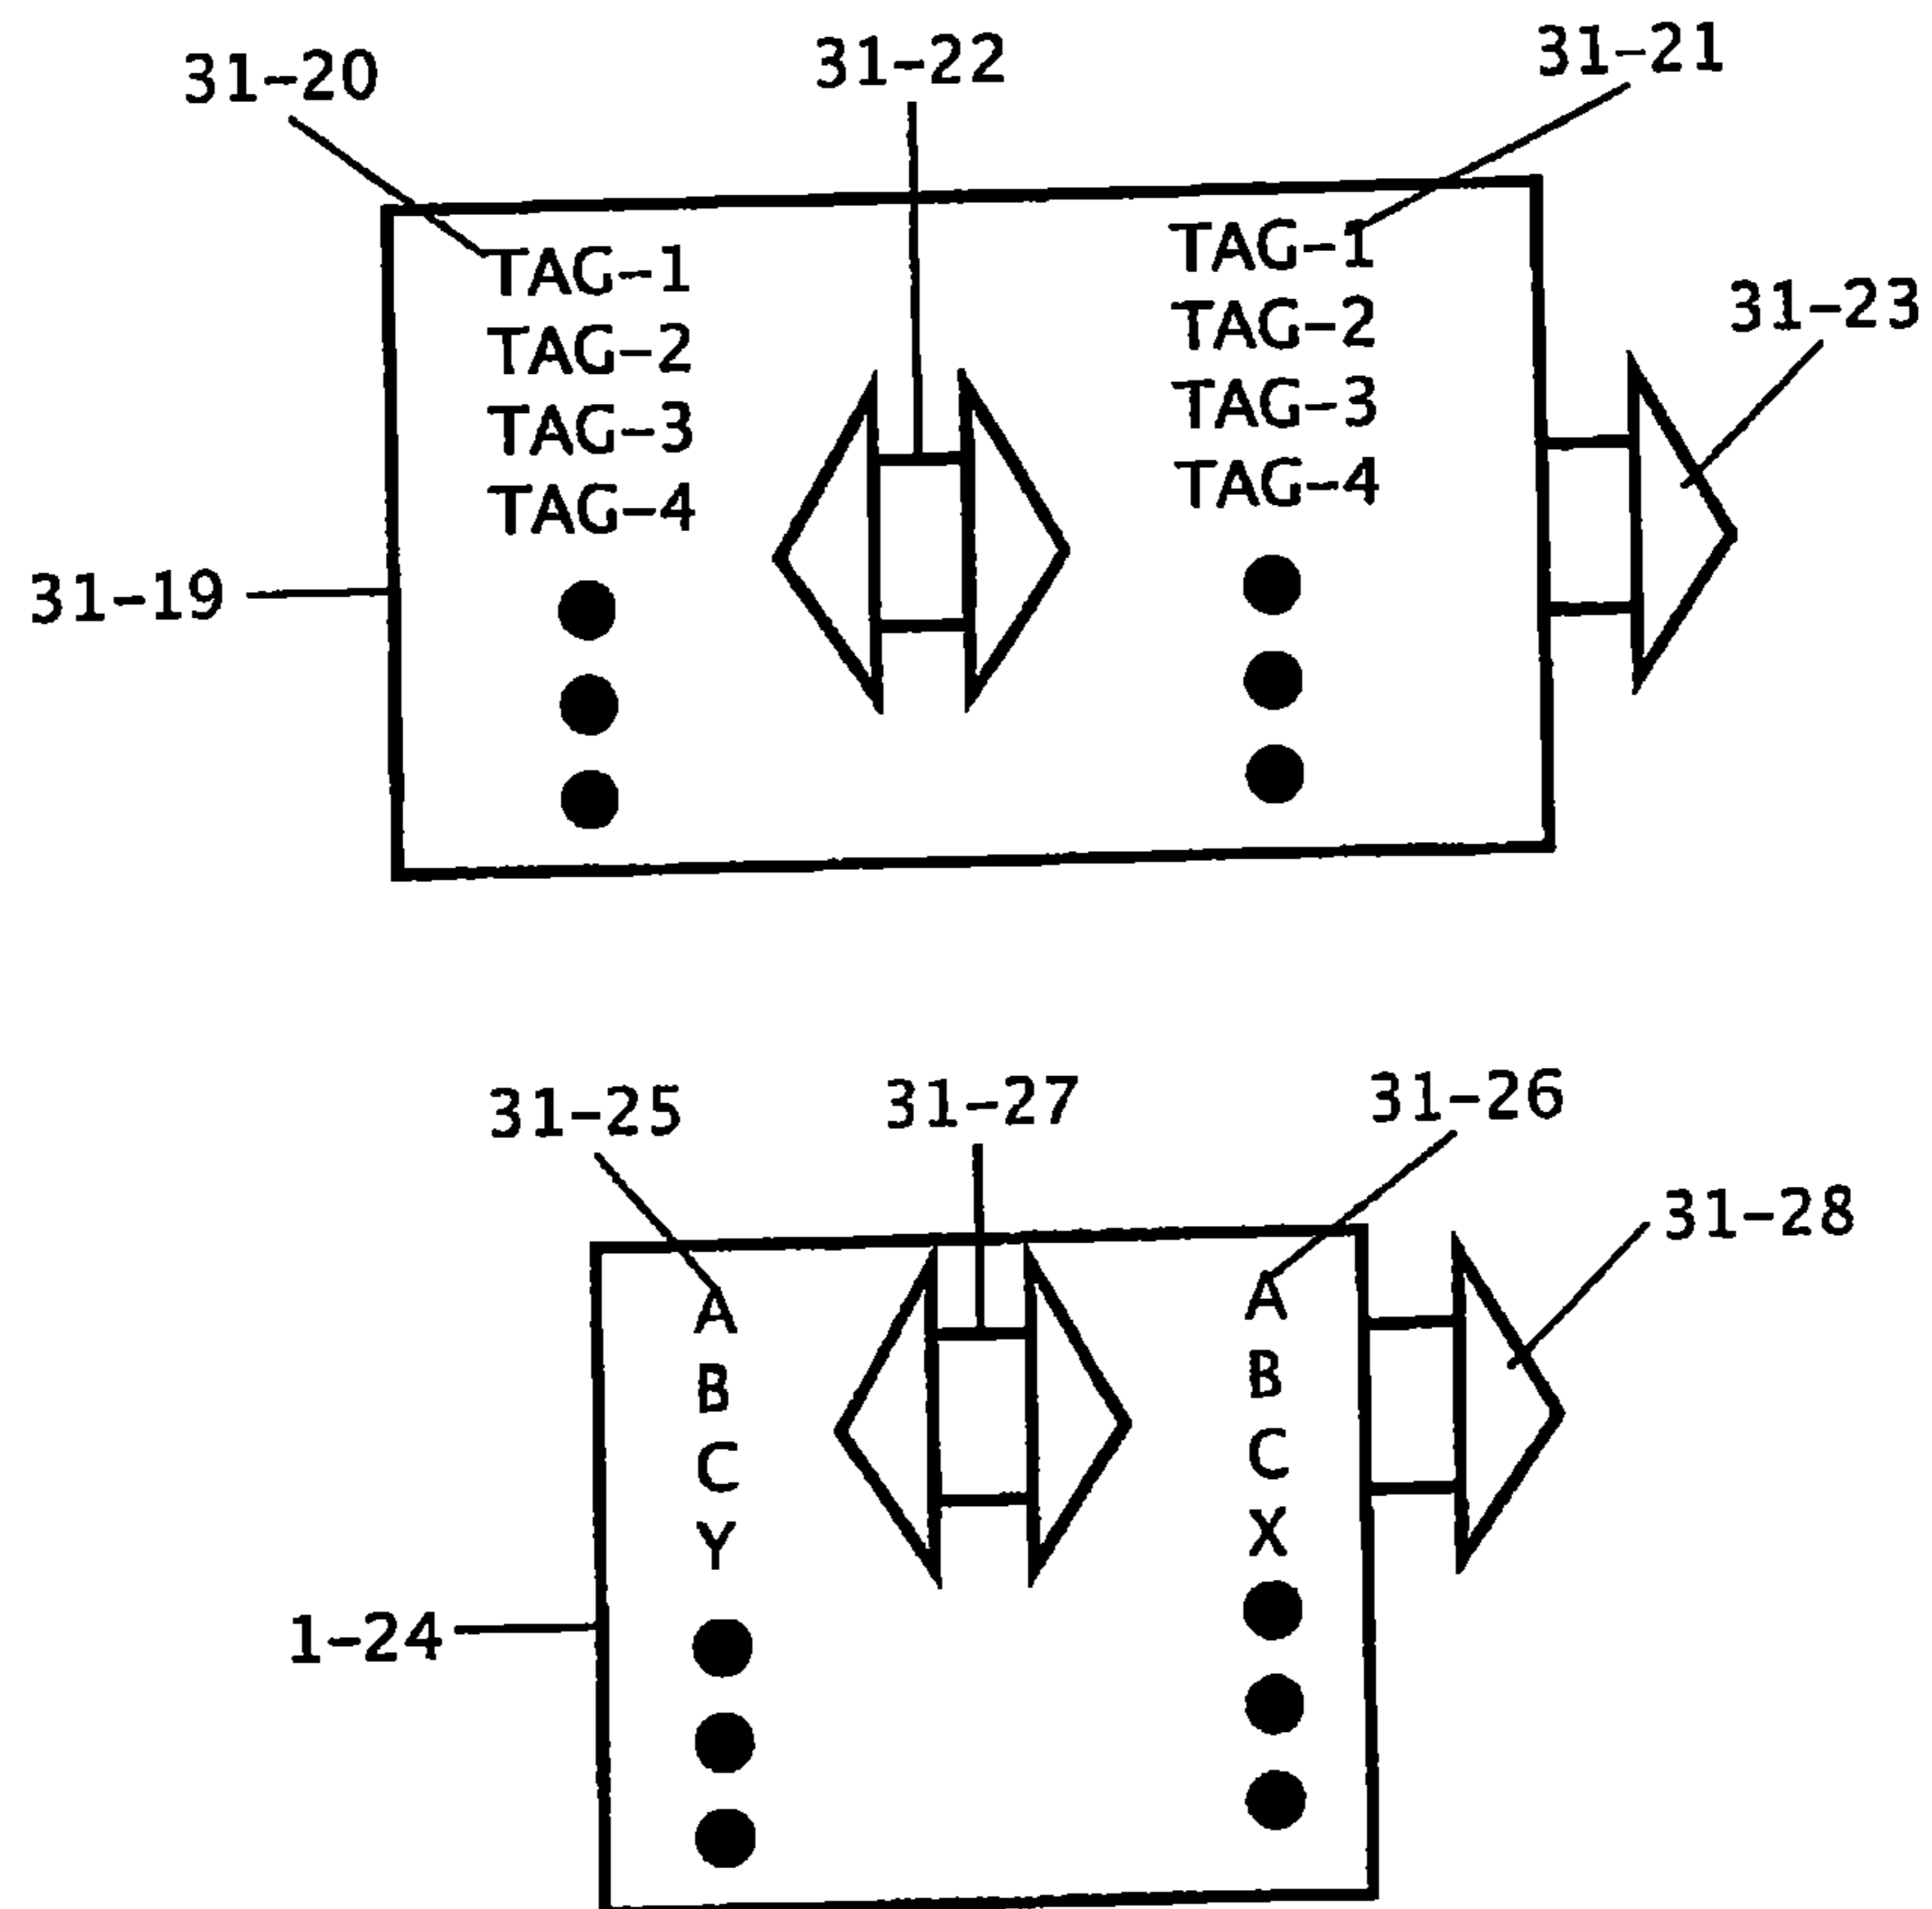 31-20
31-22
31-21
TAG-1
TAG-2
TAG-3
TAG-4
TAG-1
TAG-2
TAG-3
TAG-4
31-23
31-19
31-25
31-27
31-26
31-28
A
B
C
Y
A
B
C
X
1-24